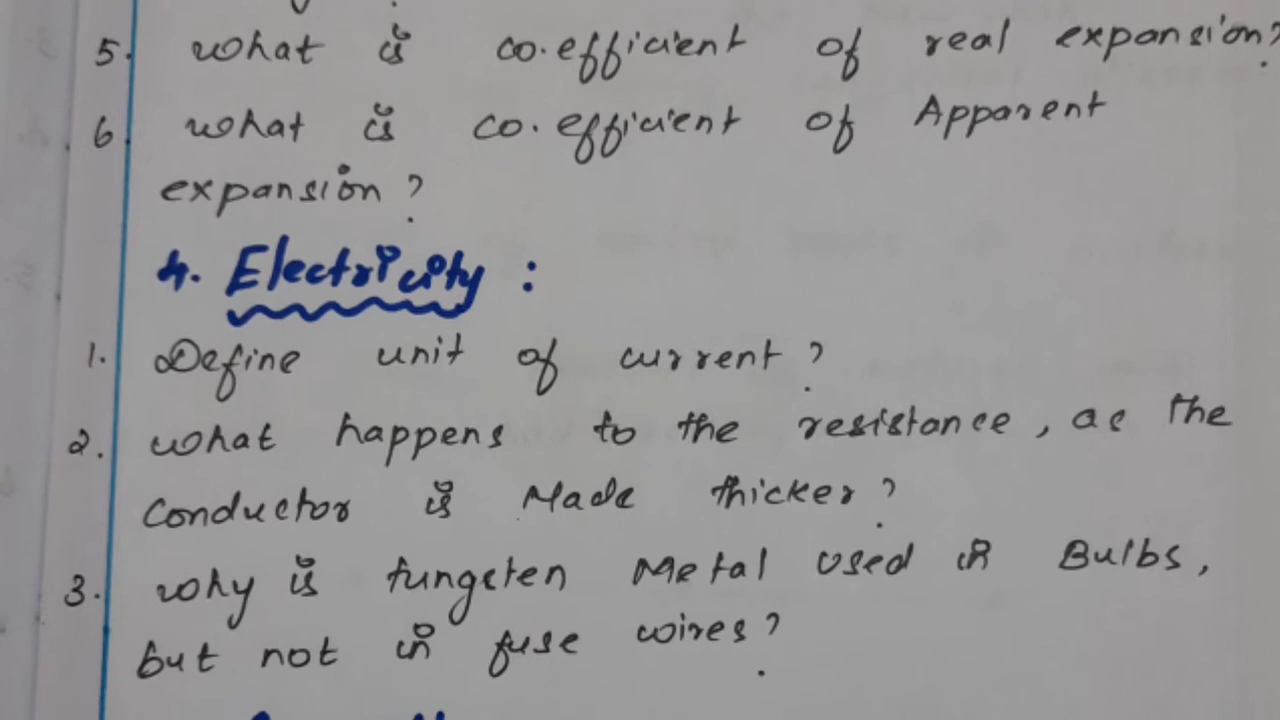 5. what is co.efficient of real expansion?
6. what is co.efficient of Apparent
expansion?
4. Electricity :
1. Define unit of current?
2. what happens to the resistance, as the
conductor is Made thicker?
3. why is tungsten Metal used in Bulbs,
but not in fuse wires?